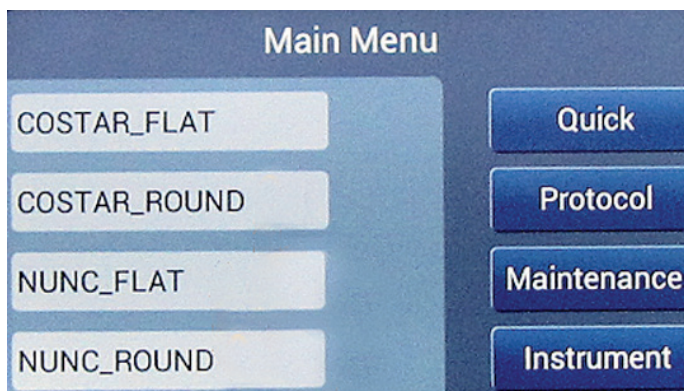 Main Menu
COSTAR_FLAT
COSTAR_ROUND
NUNC_FLAT
NUNC_ROUND
Quick
Protocol
Maintenance
Instrument